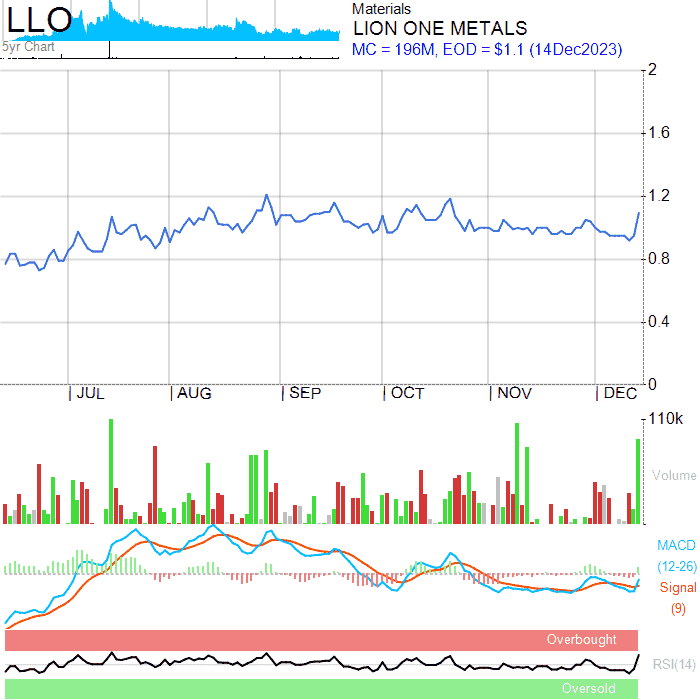 LLO
5yr Chart
Materials
LION ONE METALS
MC = 196M, EOD = $1.1 (14Dec2023)
2
1.6
1.2
0.8
0.4
0
JUL AUG SEP OCT NOV DEC
110k
Volume
MACD
(12-26)
Signal
(9)
Overbought
RSI(14)
Oversold